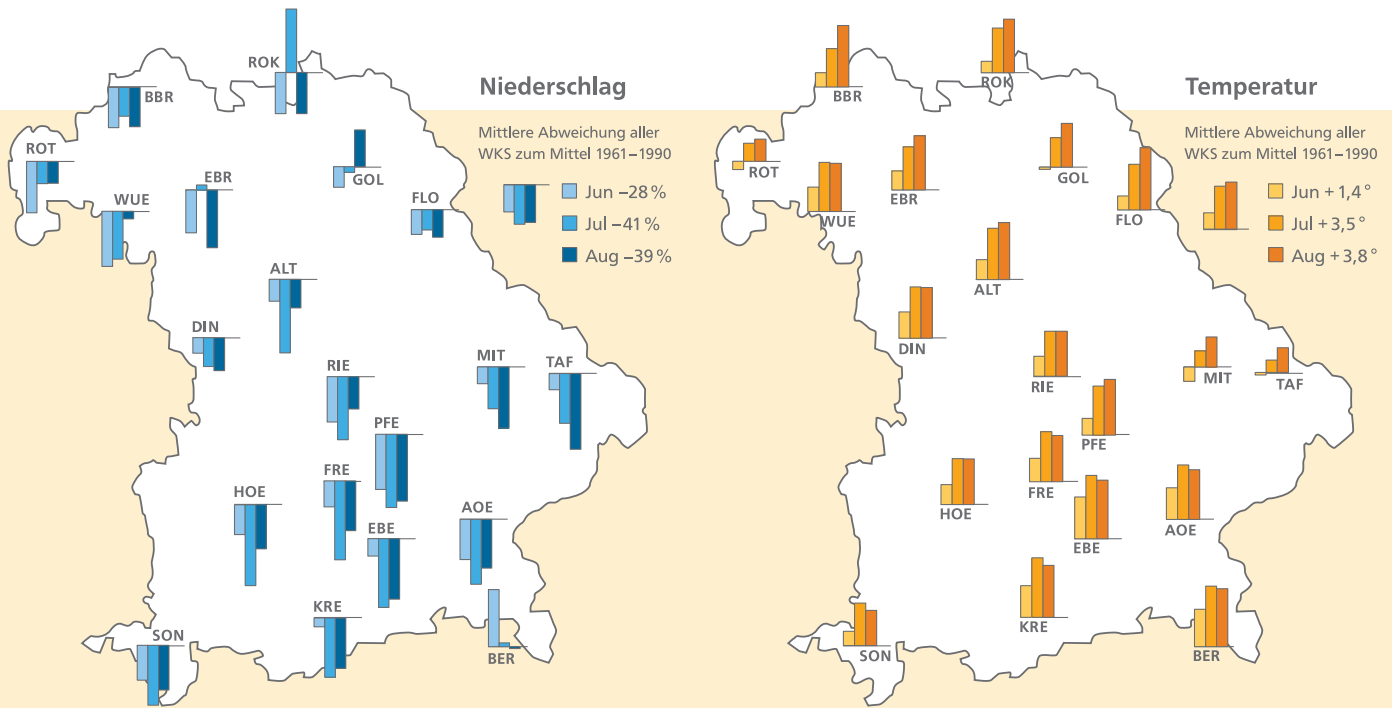 Niederschlag
Mittlere Abweichung aller
WKS zum Mittel 1961–1990
Jun –28 %
Jul –41 %
Aug –39 %
ROK
BBR
ROT
GOL
EBR
WUE
FLO
ALT
DIN
RIE
MIT
TAF
PFE
FRE
HOE
AOE
EBE
KRE
SON
BER
Temperatur
Mittlere Abweichung aller
WKS zum Mittel 1961–1990
Jun + 1,4 °
Jul + 3,5 °
Aug + 3,8 °
ROK
BBR
ROT
GOL
EBR
WUE
FLO
ALT
DIN
RIE
MIT
TAF
PFE
FRE
HOE
AOE
EBE
KRE
SON
BER